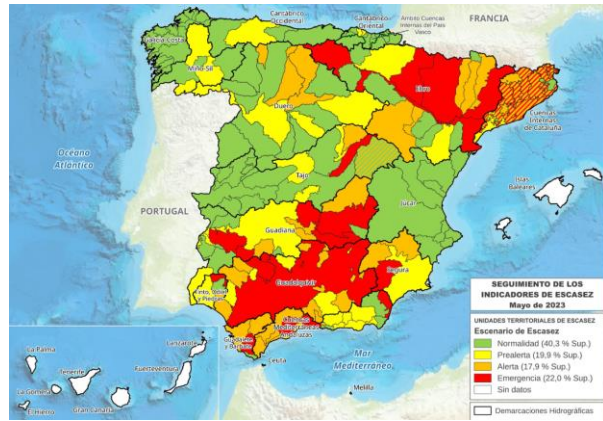 Cantábrico
Occidental
Cantábrico
Oriental
Ámbito Cuencas
Internas del País
Vasco
FRANCIA
Galicia Costa
Miño-Sil
Duero
Ebro
Cuencas
Internas
de Cataluña
Océano
Atlántico
Tajo
Islas
Baleares
PORTUGAL
Júcar
Guadiana
Guadalquivir
Segura
Tinto, Odiel
y Piedras
Cuencas
Mediterráneas
Andaluzas
Guadalete
y Barbate
Ceuta
Mar
Mediterráneo
Melilla
La Palma
Lanzarote
Tenerife
Fuerteventura
La Gomera
El Hierro
Gran Canaria
SEGUIMIENTO DE LOS
INDICADORES DE ESCASEZ
Mayo de 2023
UNIDADES TERRITORIALES DE ESCASEZ
Escenario de Escasez
Normalidad (40,3 % Sup.)
Prealerta (19,9 % Sup.)
Alerta (17,9 % Sup.)
Emergencia (22,0 % Sup.)
Sin datos
Demarcaciones Hidrográficas